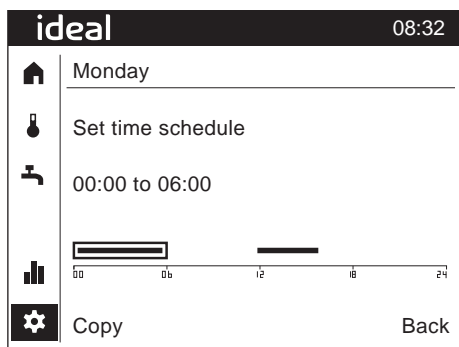 ideal 08:32
Monday
Set time schedule
00:00 to 06:00
00 06 12 18 24
Copy Back